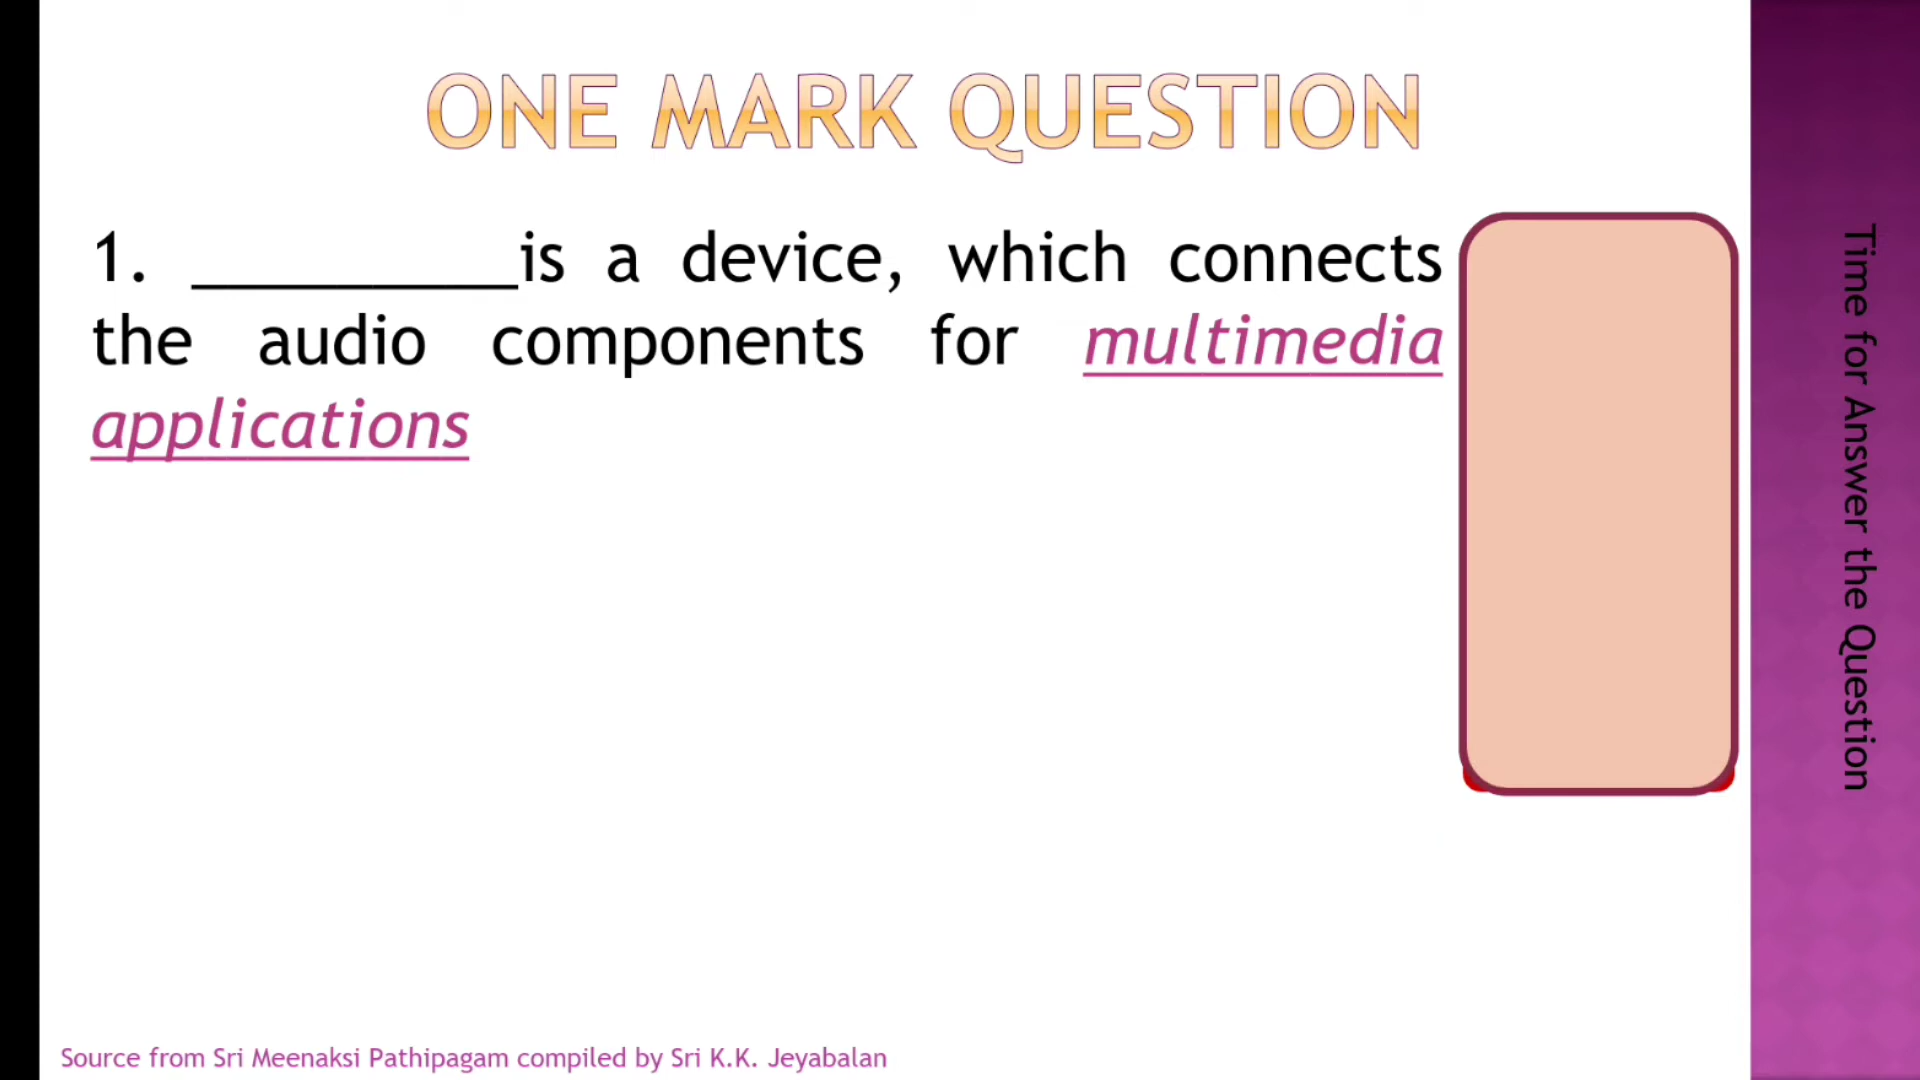 ONE MARK QUESTION
1. _________is a device, which connects
the audio components for multimedia
applications
Time for Answer the Question
Source from Sri Meenaksi Pathipagam compiled by Sri K.K. Jeyabalan